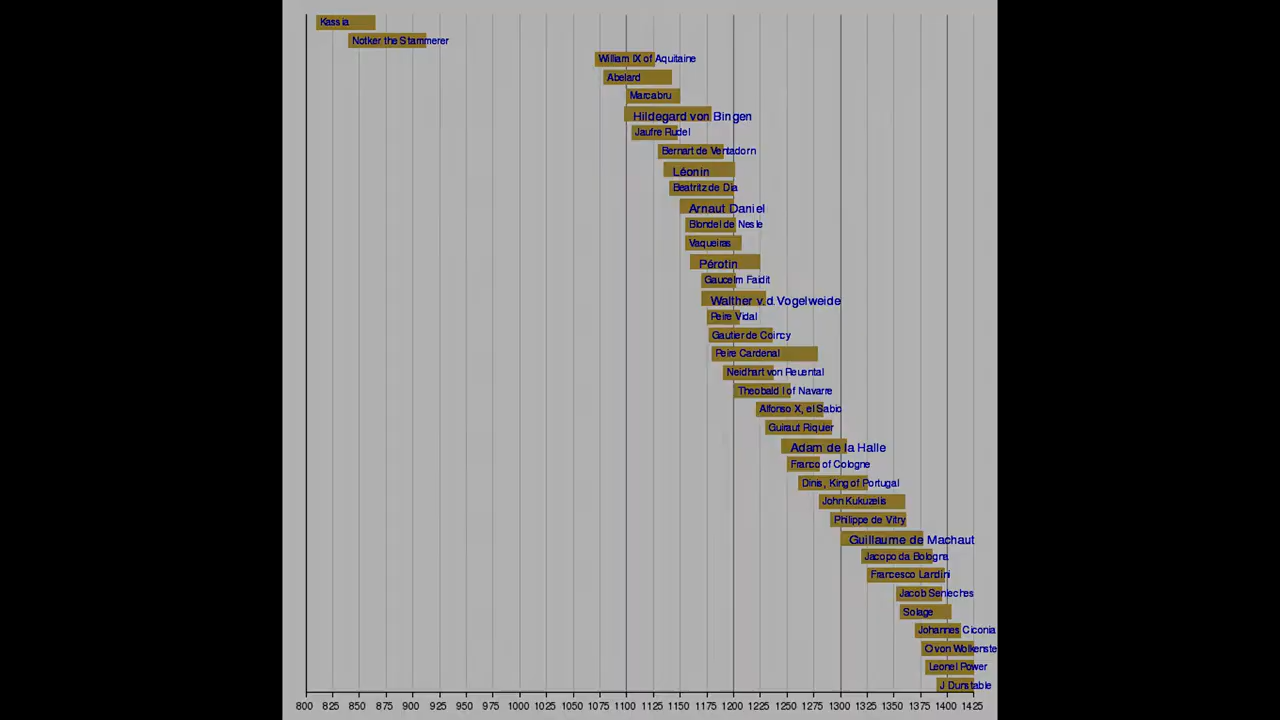 Kassia
Notker the Stammerer
William IX of Aquitaine
Abelard
Marcabru
Hildegard von Bingen
Jaufre Rudel
Bernart de Ventadorn
Léonin
Beatritz de Dia
Arnaut Daniel
Blondel de Nesle
Vaqueiras
Pérotin
Gaucelm Faidit
Walther v.d.Vogelweide
Peire Vidal
Gautier de Coincy
Peire Cardenal
Neidhart von Reuental
Theobald I of Navarre
Alfonso X, el Sabio
Guiraut Riquier
Adam de la Halle
Franco of Cologne
Dinis, King of Portugal
John Kukuzelis
Philippe de Vitry
Guillaume de Machaut
Jacopo da Bologna
Francesco Landini
Jacob Senleches
Solage
Johannes Ciconia
O von Wolkenste
Leonel Power
J Dunstable
800 825 850 875 900 925 950 975 1000 1025 1050 1075 1100 1125 1150 1175 1200 1225 1250 1275 1300 1325 1350 1375 1400 1425